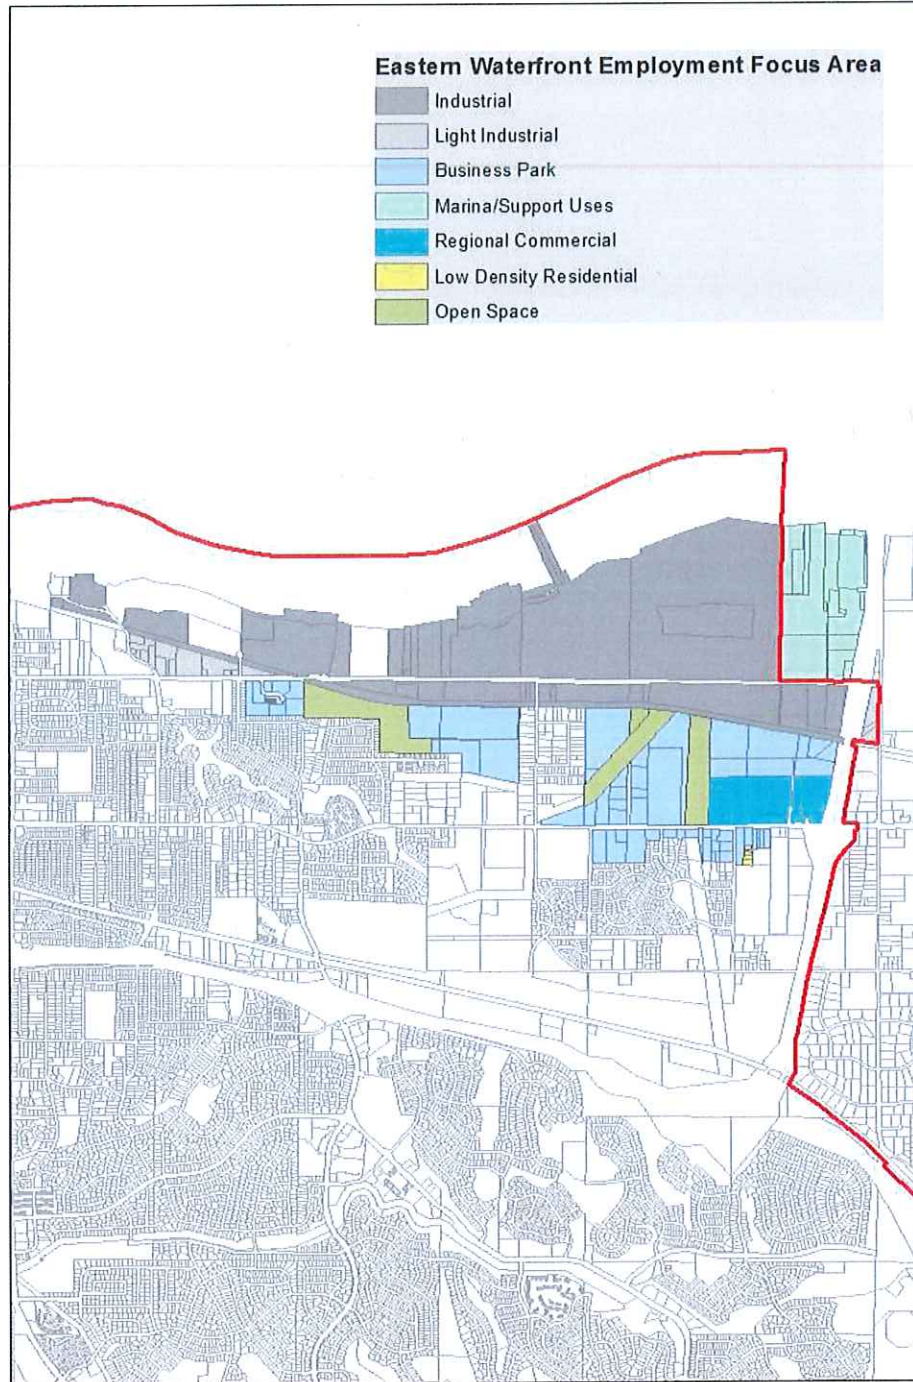 Eastern Waterfront Employment Focus Area
Industrial
Light Industrial
Business Park
Marina/Support Uses
Regional Commercial
Low Density Residential
Open Space